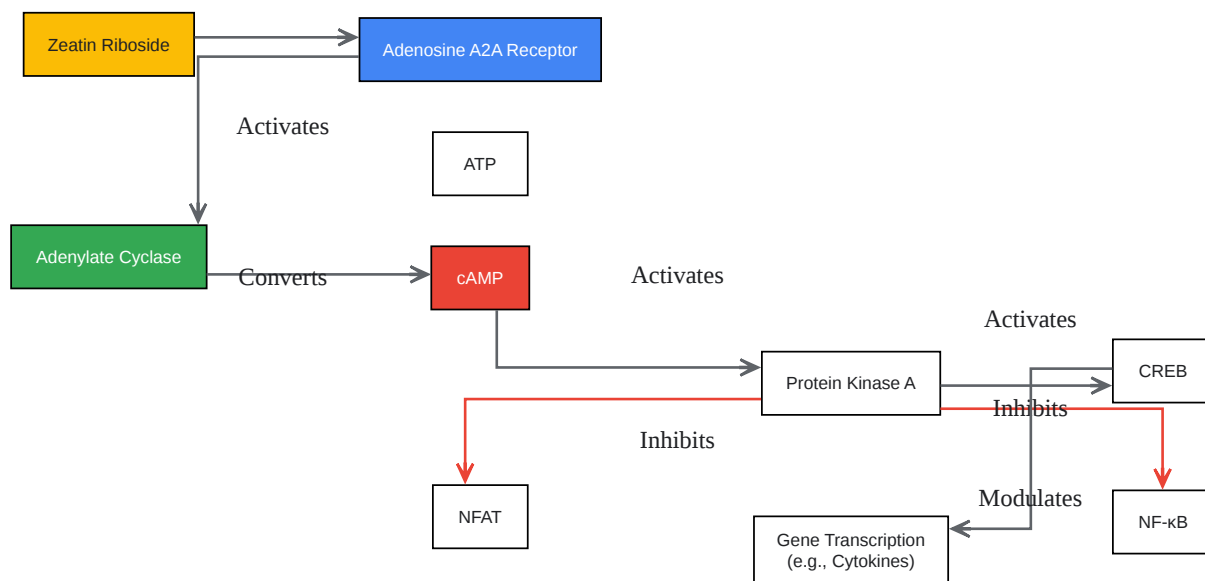 Zeatin Riboside
Adenosine A2A Receptor
Activates
ATP
Adenylate Cyclase
Converts
cAMP
Activates
Activates
Protein Kinase A
CREB
Inhibits
Inhibits
NFAT
Modulates
NF-κB
Gene Transcription
(e.g., Cytokines)